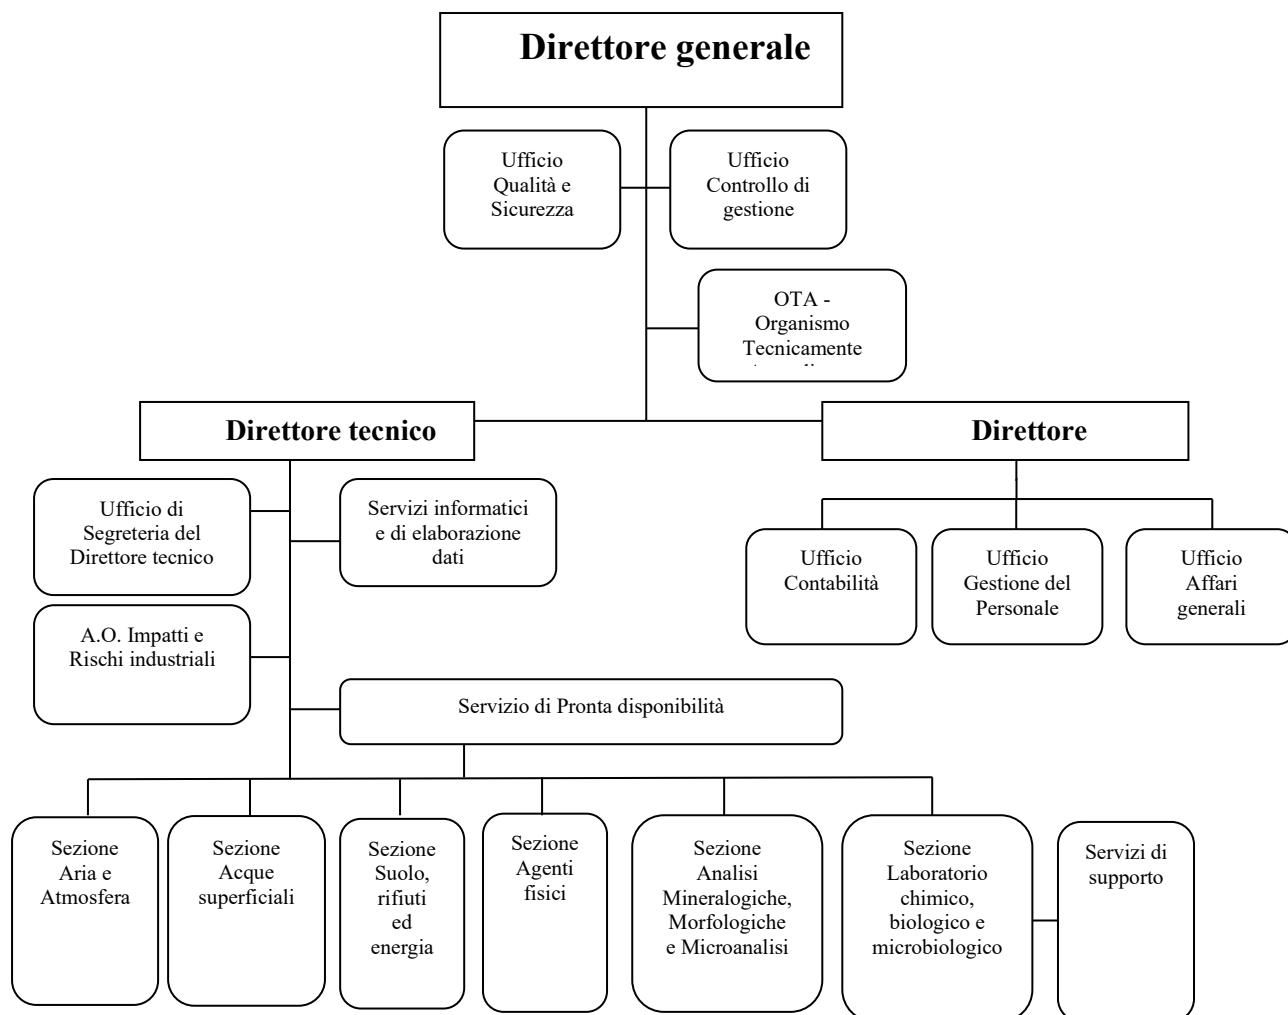 Direttore generale
Ufficio
Qualità e
Sicurezza
Ufficio
Controllo di
gestione
OTA -
Organismo
Tecnicamente
Direttore tecnico
Direttore
Ufficio di
Segreteria del
Direttore tecnico
Servizi informatici
e di elaborazione
dati
Ufficio
Contabilità
Ufficio
Gestione del
Personale
Ufficio
Affari
generali
A.O. Impatti e
Rischi industriali
Servizio di Pronta disponibilità
Sezione
Aria e
Atmosfera
Sezione
Acque
superficiali
Sezione
Suolo,
rifiuti
ed
energia
Sezione
Agenti
fisici
Sezione
Analisi
Mineralogiche,
Morfologiche
e Microanalisi
Sezione
Laboratorio
chimico,
biologico e
microbiologico
Servizi di
supporto